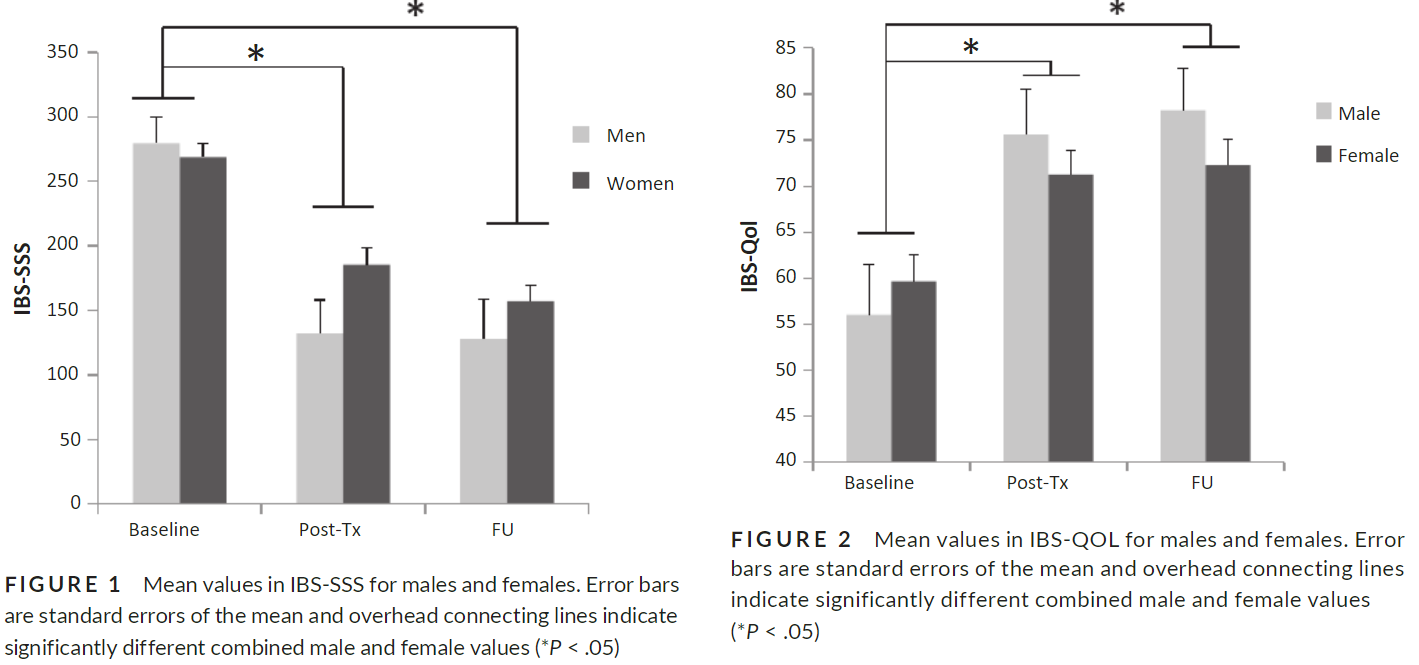 *
*
350
300
250
200
150
100
50
0
IBS-SSS
Men
Women
Baseline Post-Tx FU
FIGURE 1 Mean values in IBS-SSS for males and females. Error bars
are standard errors of the mean and overhead connecting lines indicate
significantly different combined male and female values (*P < .05)
*
*
85
80
75
70
65
60
55
50
45
40
IBS-Qol
Male
Female
Baseline Post-Tx FU
FIGURE 2 Mean values in IBS-QOL for males and females. Error
bars are standard errors of the mean and overhead connecting lines
indicate significantly different combined male and female values
(*P < .05)